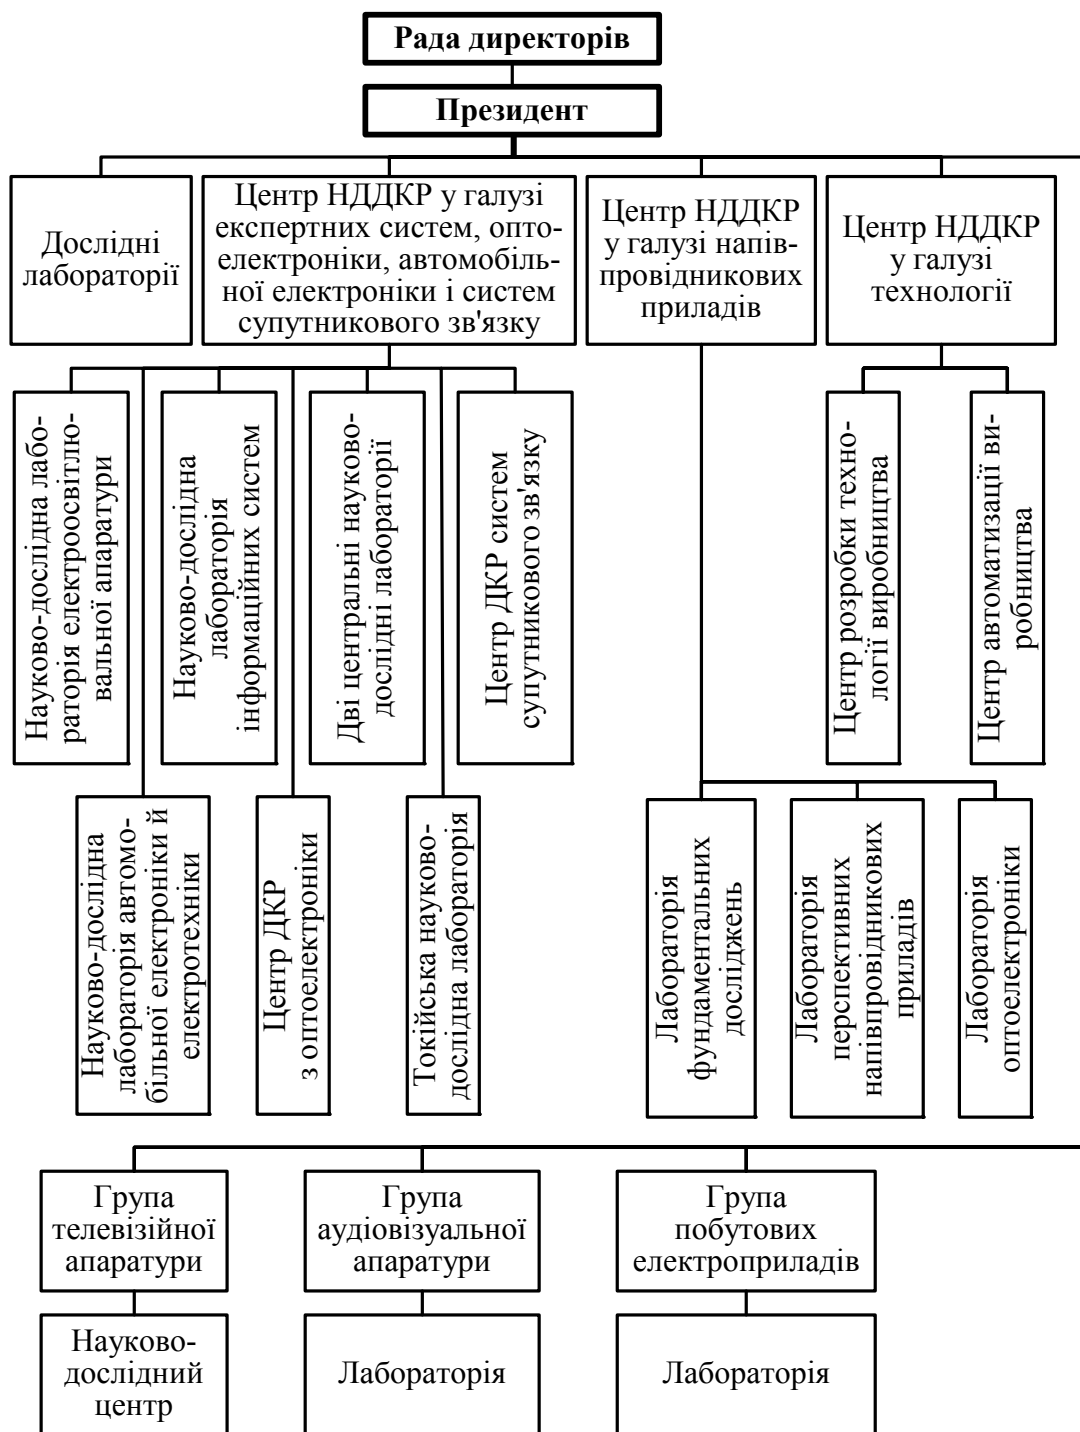 Рада директорів
Президент
Дослідні
лабораторії
Центр НДДКР у галузі
експертних систем, опто-
електроніки, автомобіль-
ної електроніки і систем
супутникового зв'язку
Центр НДДКР
у галузі напів-
провідникових
приладів
Центр НДДКР
у галузі
технології
Науково-дослідна лабо-
раторія електроосвітлю-
вальної апаратури
Науково-дослідна
лабораторія
інформаційних систем
Дві центральні науково-
дослідні лабораторії
Центр ДКР систем
супутникового зв'язку
Центр розробки техно-
логії виробництва
Центр автоматизації ви-
робництва
Науково-дослідна
лабораторія автомо-
більної електроніки й
електротехніки
Центр ДКР
з оптоелектроніки
Токійська науково-
дослідна лабораторія
Лабораторія
фундаментальних
досліджень
Лабораторія
перспективних
напівпровідникових
приладів
Лабораторія
оптоелектроніки
Група
телевізійної
апаратури
Група
аудіовізуальної
апаратури
Група
побутових
електроприладів
Науково-
дослідний
центр
Лабораторія
Лабораторія